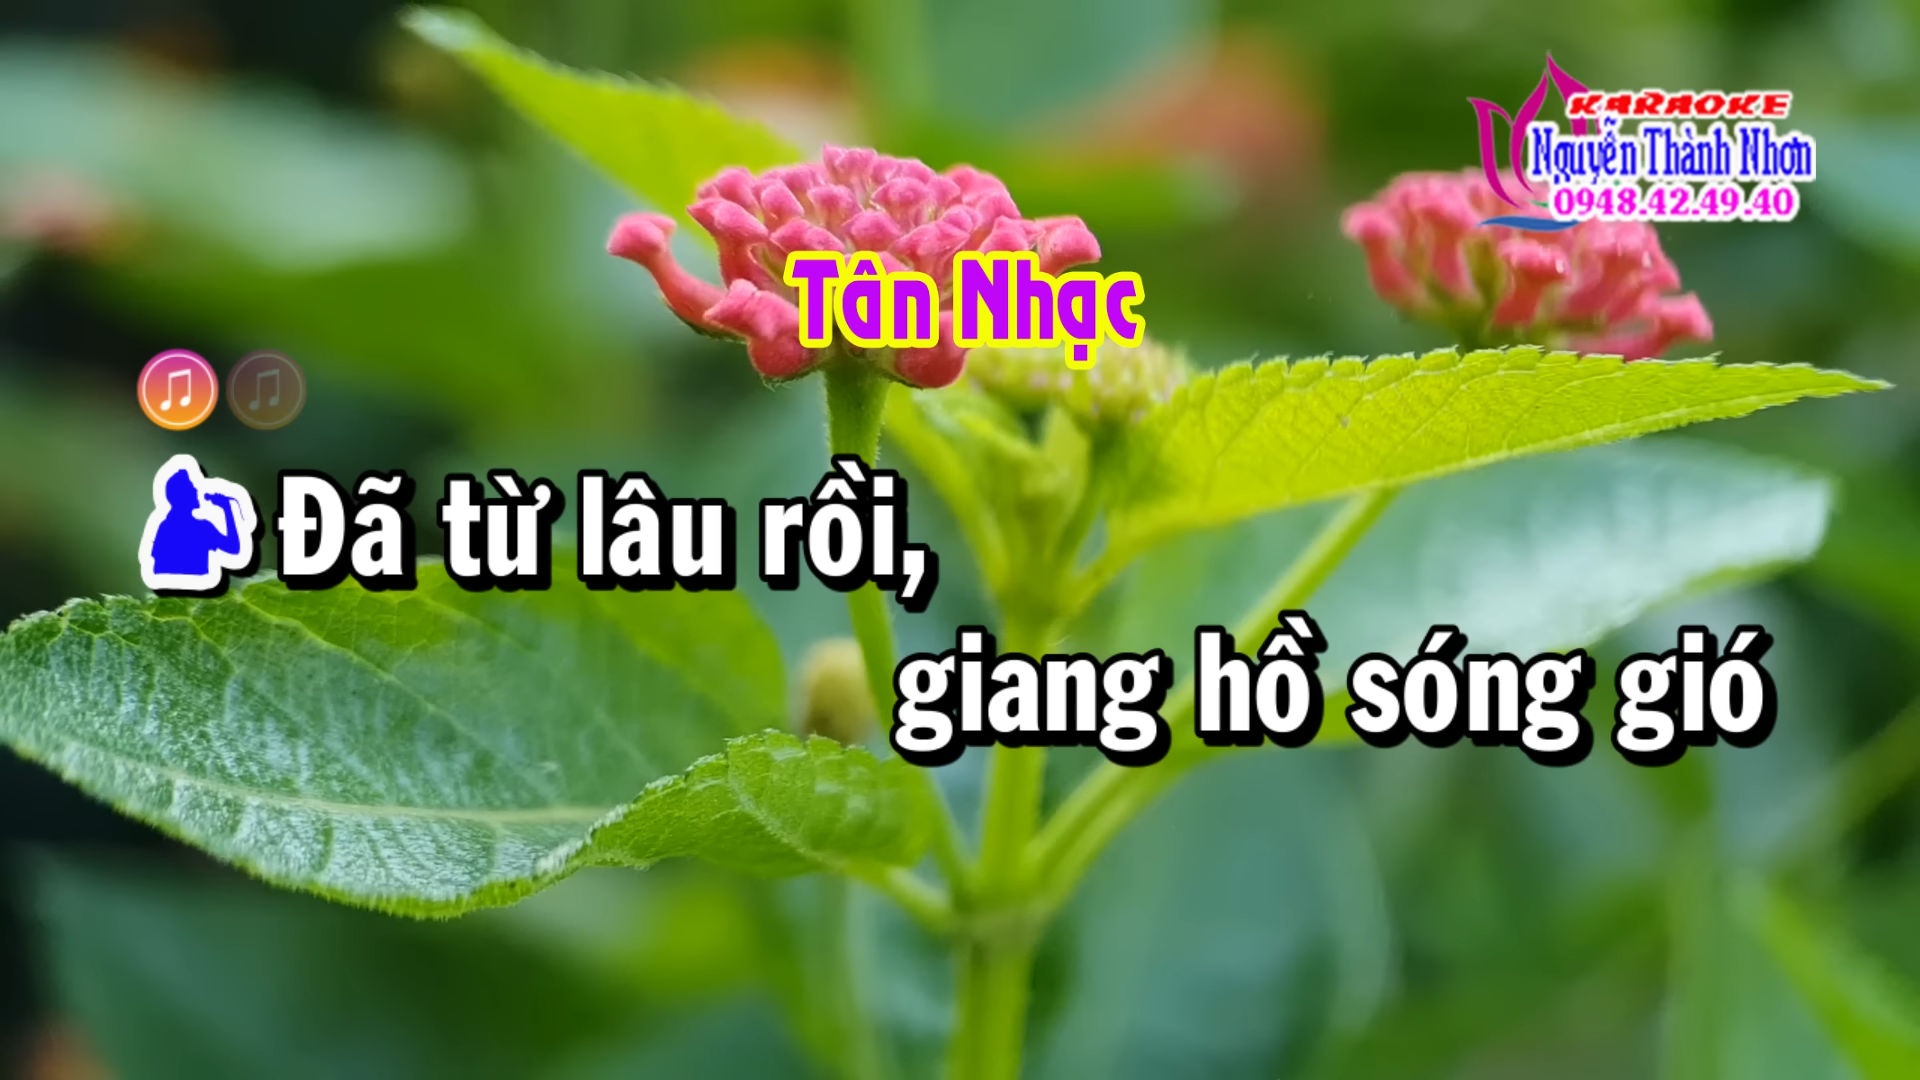 KARAOKE
Nguyễn Thành Nhơn
0948.42.49.40
Tân Nhạc
Đã từ lâu rồi,
giang hồ sóng gió